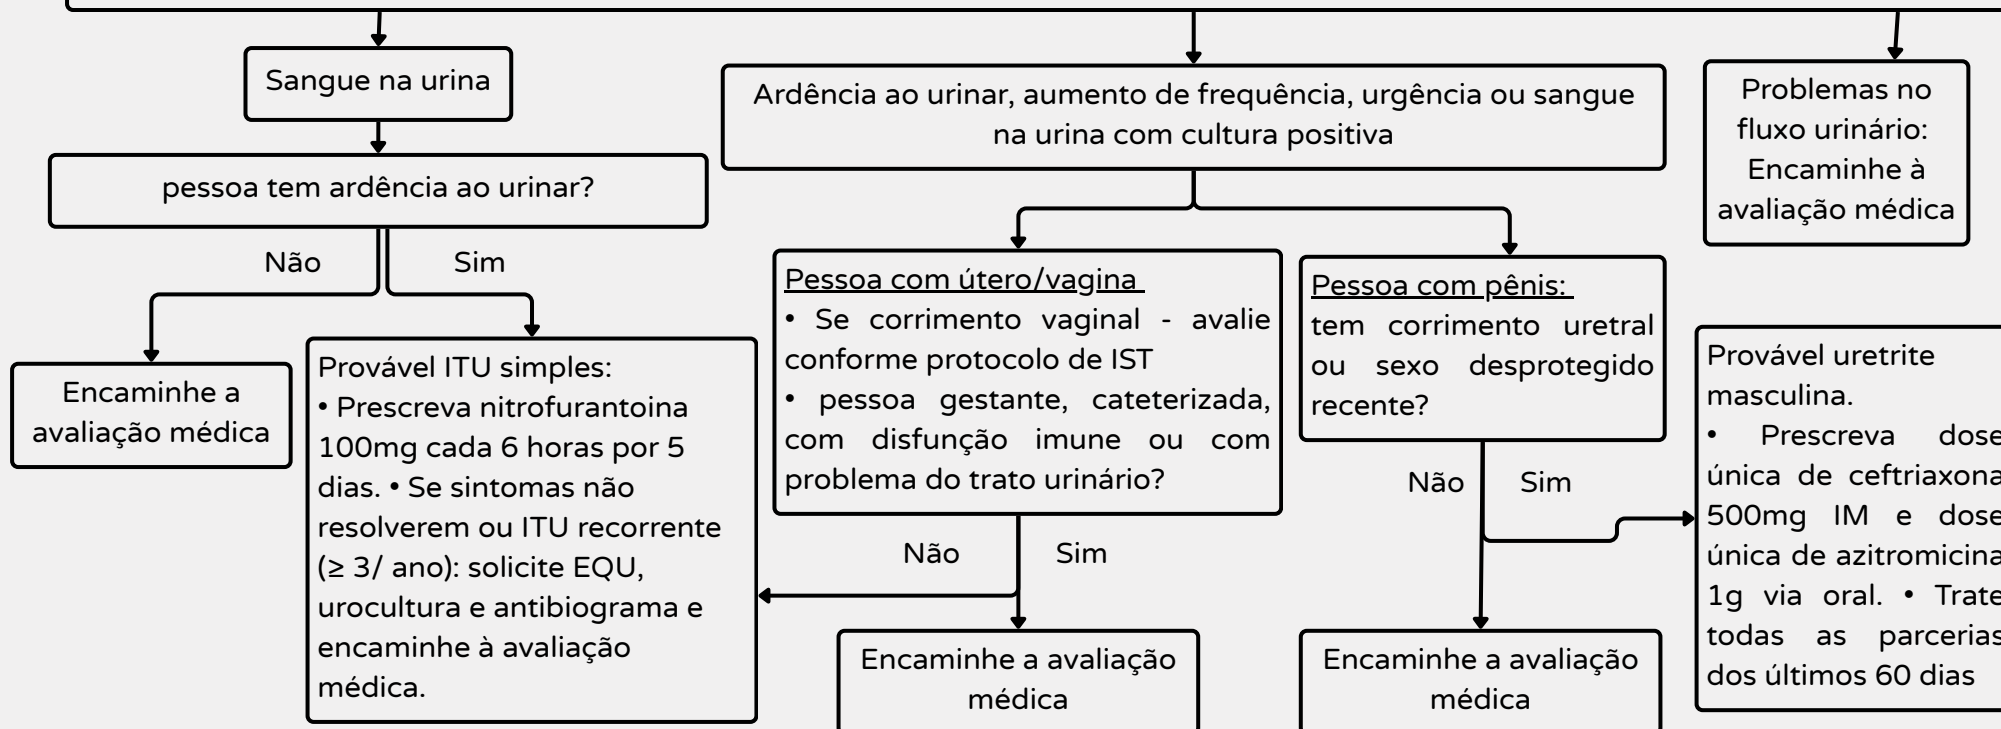 Sangue na urina
pessoa tem ardência ao urinar?
Não
Sim
Encaminhe a
avaliação médica
Provável ITU simples:
• Prescreva nitrofurantoina
100mg cada 6 horas por 5
dias. • Se sintomas não
resolverem ou ITU recorrente
(≥ 3/ ano): solicite EQU,
urocultura e antibiograma e
encaminhe à avaliação
médica.
Ardência ao urinar, aumento de frequência, urgência ou sangue
na urina com cultura positiva
Pessoa com útero/vagina
• Se corrimento vaginal - avalie
conforme protocolo de IST
• pessoa gestante, cateterizada,
com disfunção imune ou com
problema do trato urinário?
Não
Sim
Encaminhe a avaliação
médica
Pessoa com pênis:
tem corrimento uretral
ou sexo desprotegido
recente?
Não
Sim
Encaminhe a avaliação
médica
Problemas no
fluxo urinário:
Encaminhe à
avaliação médica
Provável uretrite
masculina.
• Prescreva dose
única de ceftriaxona
500mg IM e dose
única de azitromicina
1g via oral. • Trate
todas as parcerias
dos últimos 60 dias